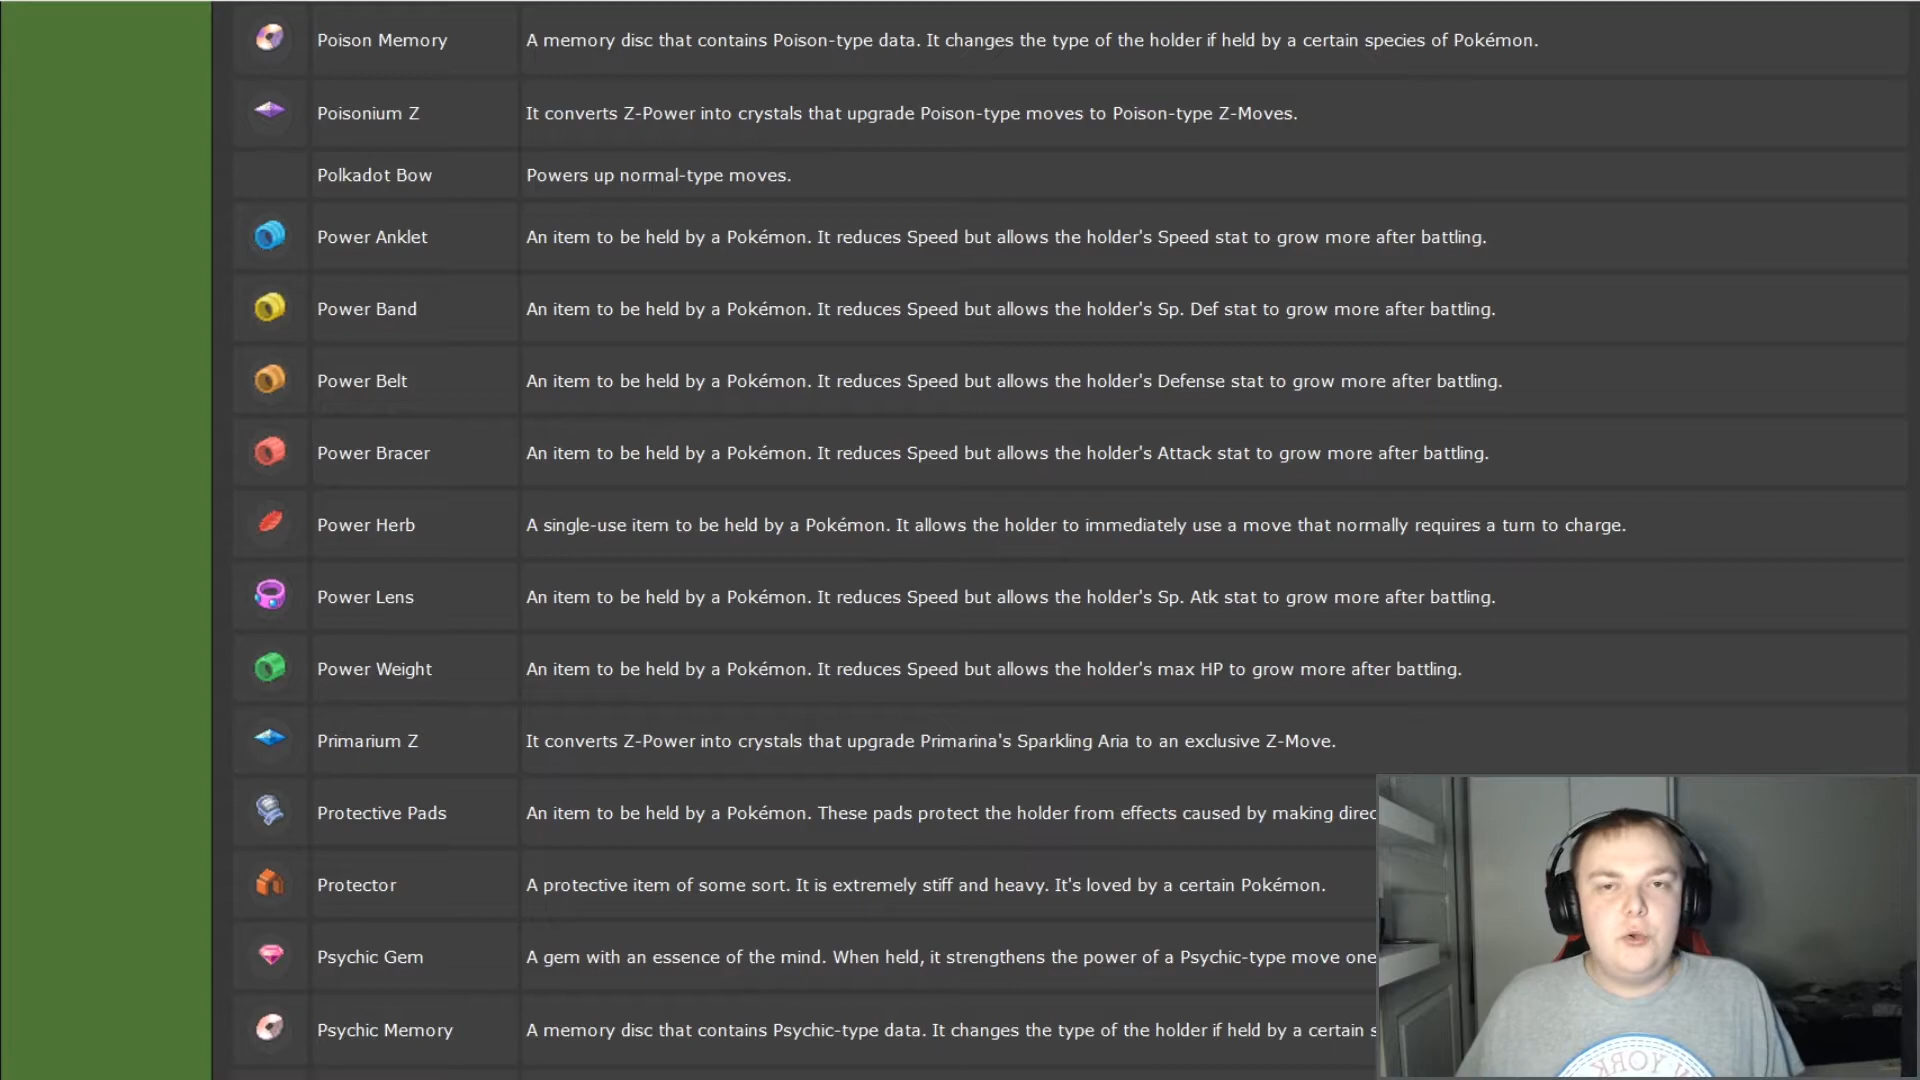 Poison Memory A memory disc that contains Poison-type data. It changes the type of the holder if held by a certain species of Pokémon.
Poisonium Z It converts Z-Power into crystals that upgrade Poison-type moves to Poison-type Z-Moves.
Polkadot Bow Powers up normal-type moves.
Power Anklet An item to be held by a Pokémon. It reduces Speed but allows the holder's Speed stat to grow more after battling.
Power Band An item to be held by a Pokémon. It reduces Speed but allows the holder's Sp. Def stat to grow more after battling.
Power Belt An item to be held by a Pokémon. It reduces Speed but allows the holder's Defense stat to grow more after battling.
Power Bracer An item to be held by a Pokémon. It reduces Speed but allows the holder's Attack stat to grow more after battling.
Power Herb A single-use item to be held by a Pokémon. It allows the holder to immediately use a move that normally requires a turn to charge.
Power Lens An item to be held by a Pokémon. It reduces Speed but allows the holder's Sp. Atk stat to grow more after battling.
Power Weight An item to be held by a Pokémon. It reduces Speed but allows the holder's max HP to grow more after battling.
Primarium Z It converts Z-Power into crystals that upgrade Primarina's Sparkling Aria to an exclusive Z-Move.
Protective Pads An item to be held by a Pokémon. These pads protect the holder from effects caused by making direc
Protector A protective item of some sort. It is extremely stiff and heavy. It's loved by a certain Pokémon.
Psychic Gem A gem with an essence of the mind. When held, it strengthens the power of a Psychic-type move one
Psychic Memory A memory disc that contains Psychic-type data. It changes the type of the holder if held by a certain s
YORK